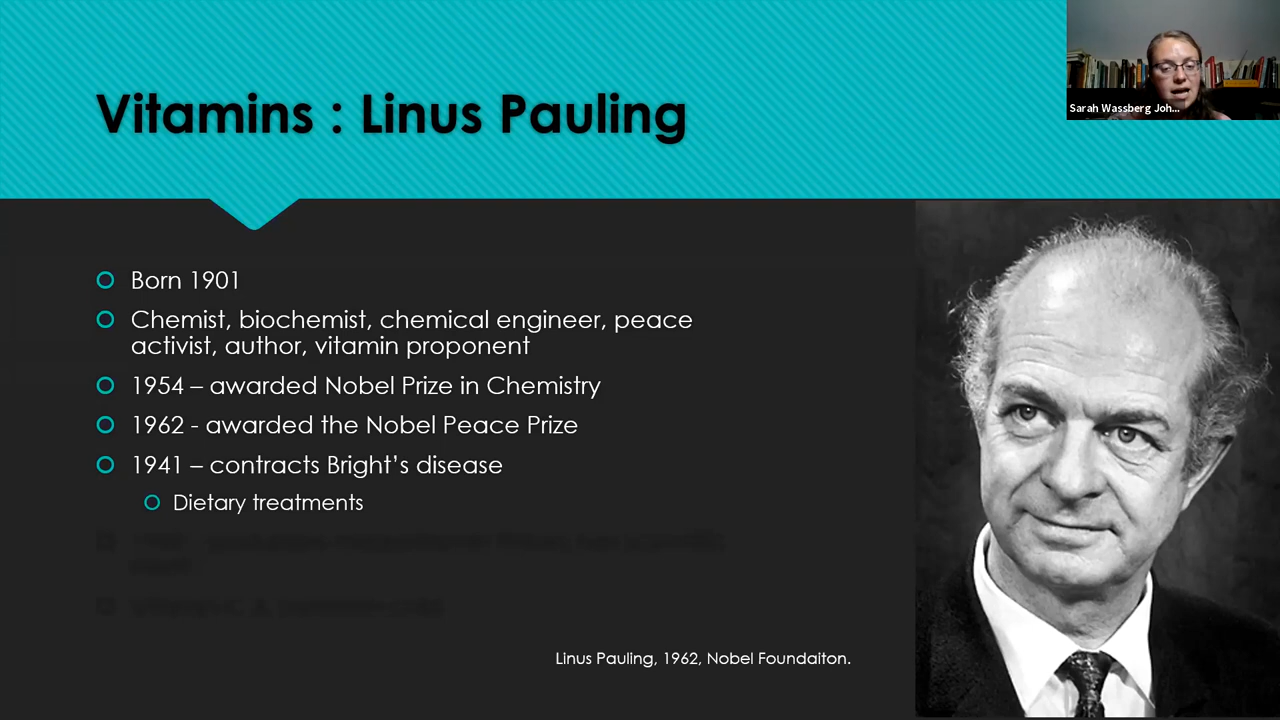 Vitamins : Linus Pauling
Sarah Wassberg Joh...
Born 1901
Chemist, biochemist, chemical engineer, peace
activist, author, vitamin proponent
1954 – awarded Nobel Prize in Chemistry
1962 - awarded the Nobel Peace Prize
1941 – contracts Bright's disease
Dietary treatments
Linus Pauling, 1962, Nobel Foundaiton.